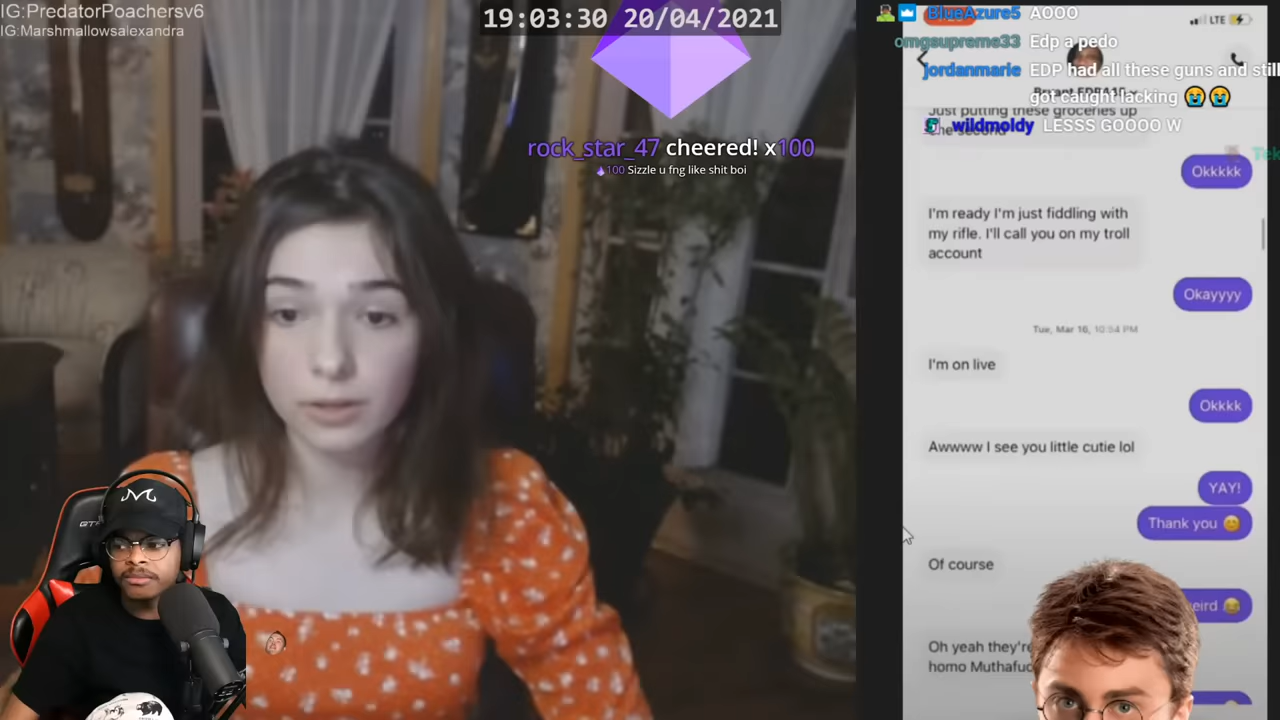 IG:PredatorPoachersv6
IG:Marshmallowsalexandra
19:03:30 20/04/2021
rock_star_47 cheered! x100
100 Sizzle u fng like shit boi
BlueAzure5 AOOO
omgsupreme33 Edp a pedo
jordanmarie EDP had all these guns and still
got caught lacking 😭😭
wildmoldy LESSS GOOOO W
Tek
LTE
Just putting these groceries up
Okkkkk
I'm ready I'm just fiddling with
my rifle. I'll call you on my troll
account
Okayyyy
Tue, Mar 16, 10:54 PM
I'm on live
Okkkk
Awwww I see you little cutie lol
YAY!
Thank you 😊
Of course
eird 😂
Oh yeah they're
homo Muthafuc
GT